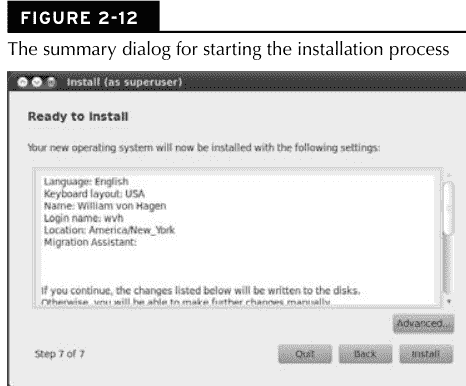 FIGURE 2-12
The summary dialog for starting the installation process
Install (as superuser)
Ready to install
Your new operating system will now be installed with the following settings:
Language: English
Keyboard layout: USA
Name: William von Hagen
Login name: wvh
Location: America/New_York
Migration Assistant:
If you continue, the changes listed below will be written to the disks.
Otherwise, you will be able to make further changes manually.
Advanced...
Step 7 of 7
Quit
Back
Install